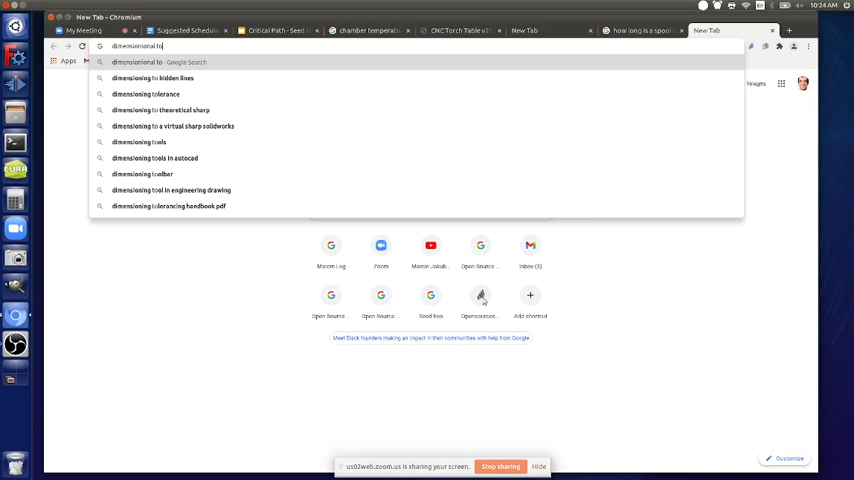 10:24 AM
New Tab - Chromium
My Meeting
Suggested Schedule
Critical Path - Seed
chamber temperatu
CNC Torch Table v2
New Tab
how long is a spool
New Tab
dimensionional to
Apps
dimensionional to - Google Search
dimensioning to hidden lines
dimensioning tolerance
dimensioning to theoretical sharp
dimensioning to a virtual sharp solidworks
dimensioning tools
dimensioning tools in autocad
dimensioning toolbar
dimensioning tool in engineering drawing
dimensioning tolerancing handbook pdf
Images
CURA
Marcin Log
Zoom
Marcin Jakub...
Open Source ...
Inbox (3)
Open Source ...
Open Source ...
Seed Eco
Opensourcee...
Add shortcut
Meet Black founders making an impact in their communities with help from Google
Customize
us02web.zoom.us is sharing your screen.
Stop sharing
Hide